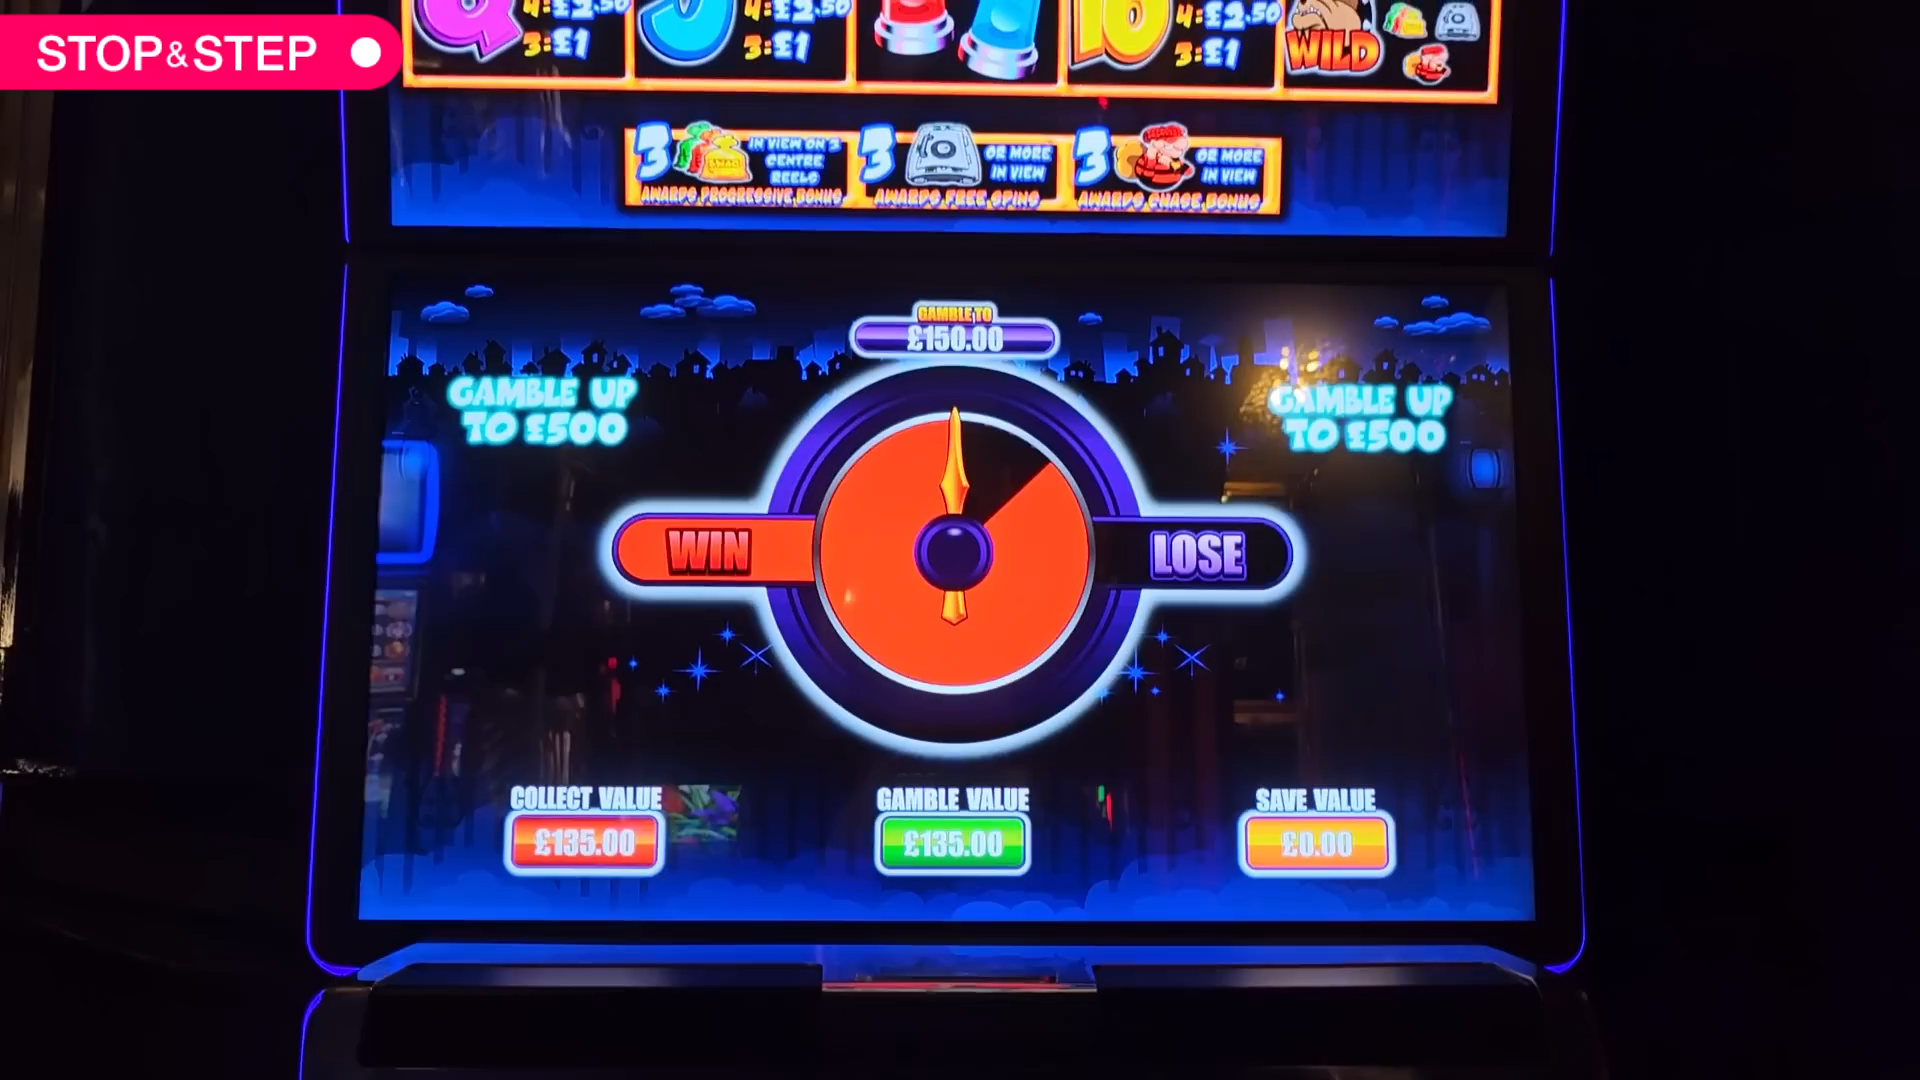 STOP&STEP
4:£2.50
3:£1
4:£2.50
3:£1
4:£2.50
3:£1
WILD
3
SWAG
IN VIEW ON 3
CENTRE
REELS
AWARDS PROGRESSIVE BONUS
3
OR MORE
IN VIEW
AWARDS FREE SPINS
3
OR MORE
IN VIEW
AWARDS CHASE BONUS
GAMBLE TO
£150.00
GAMBLE UP
TO £500
GAMBLE UP
TO £500
WIN
LOSE
COLLECT VALUE
£135.00
GAMBLE VALUE
£135.00
SAVE VALUE
£0.00